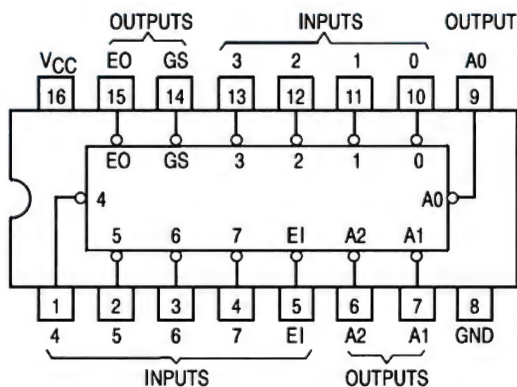 OUTPUTS INPUTS OUTPUT
VCC EO GS 3 2 1 0 A0
16 15 14 13 12 11 10 9
EO GS 3 2 1 0
4 A0
5 6 7 EI A2 A1
1 2 3 4 5 6 7 8
4 5 6 7 EI A2 A1 GND
INPUTS OUTPUTS